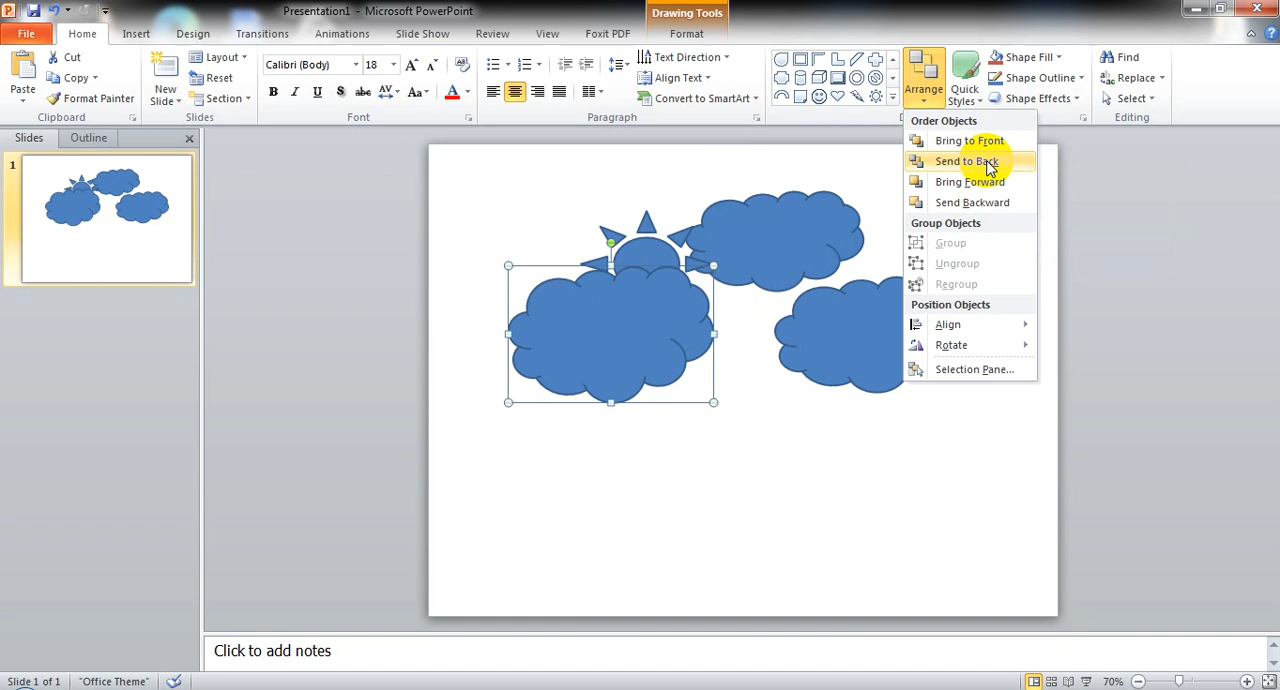 Presentation1 - Microsoft PowerPoint
Drawing Tools
File Home Insert Design Transitions Animations Slide Show Review View Foxit PDF Format
Paste
Cut
Copy
Format Painter
Clipboard
New Slide
Layout
Reset
Section
Slides
Calibri (Body) 18
B I U S abc AV Aa A
Font
Text Direction
Align Text
Convert to SmartArt
Paragraph
Arrange
Quick Styles
Shape Fill
Shape Outline
Shape Effects
Find
Replace
Select
Editing
Slides Outline
1
Order Objects
Bring to Front
Send to Back
Bring Forward
Send Backward
Group Objects
Group
Ungroup
Regroup
Position Objects
Align
Rotate
Selection Pane...
Click to add notes
Slide 1 of 1 "Office Theme" 70%